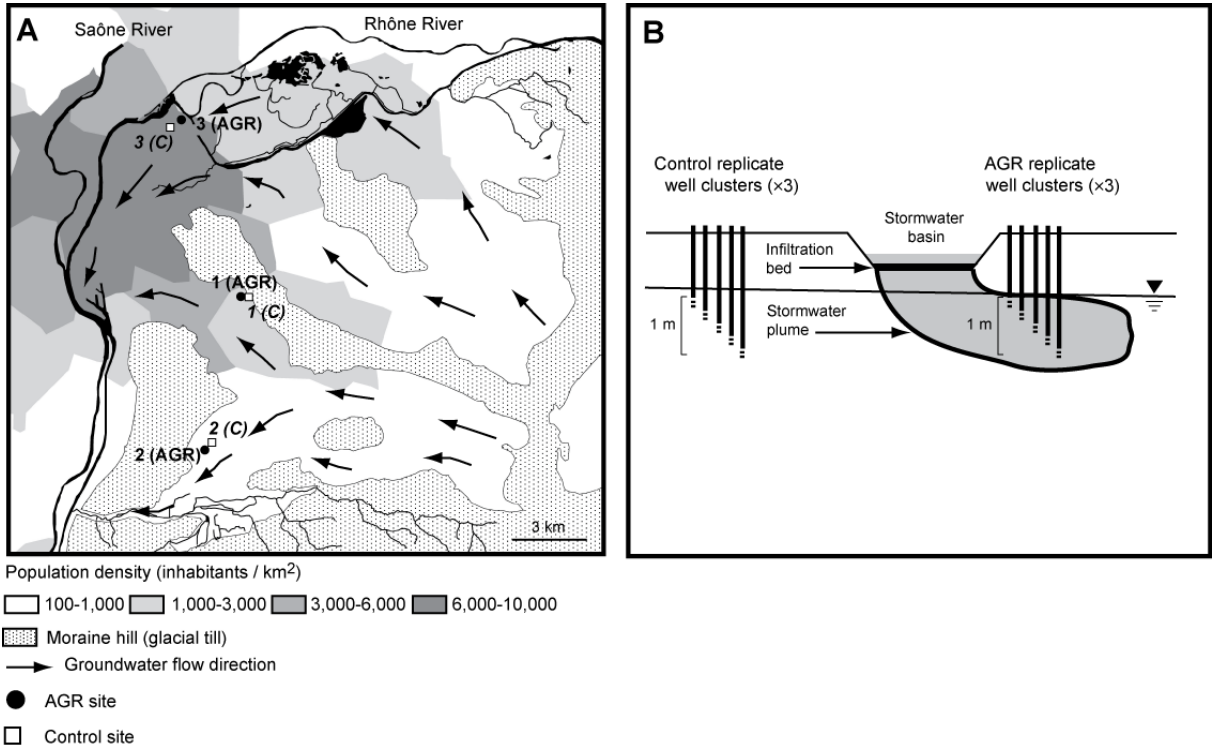 A
Saône River
Rhône River
3 (AGR)
3 (C)
1 (AGR)
1 (C)
2 (C)
2 (AGR)
3 km
B
Control replicate
well clusters (×3)
AGR replicate
well clusters (×3)
Stormwater
basin
Infiltration
bed
Stormwater
plume
1 m
1 m
Population density (inhabitants / km²)
100-1,000 1,000-3,000 3,000-6,000 6,000-10,000
Moraine hill (glacial till)
Groundwater flow direction
AGR site
Control site